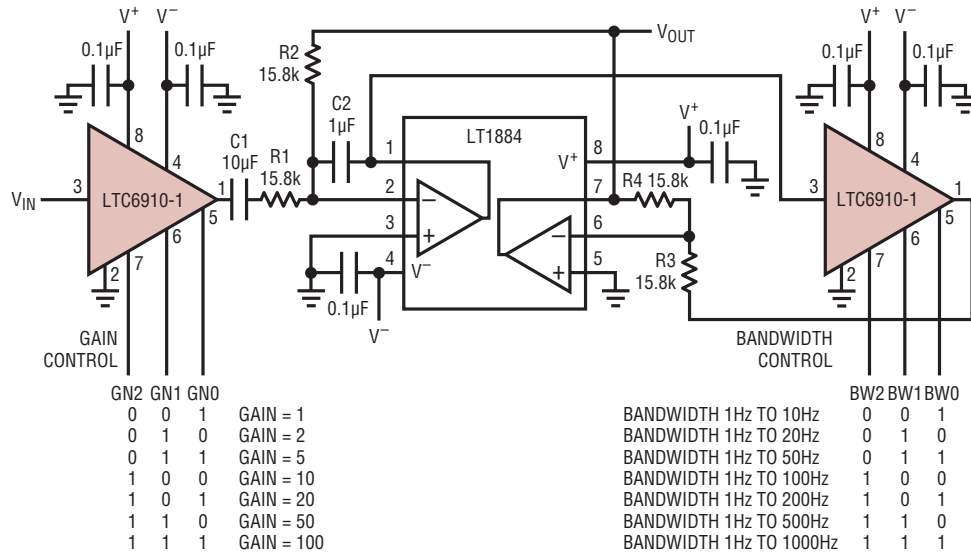 V+ V−
0.1µF 0.1µF
8
4
VIN 3 LTC6910-1 1
5
6
2 7
C1
10µF
R1
15.8k
R2
15.8k
C2
1µF
VOUT
LT1884
1
2
3
4
V−
0.1µF
V−
V+
8
7
6
5
V+
0.1µF
R4 15.8k
R3
15.8k
V+ V−
0.1µF 0.1µF
8
4
3 LTC6910-1 1
5
6
2 7
GAIN
CONTROL
GN2 GN1 GN0
0 0 1 GAIN = 1
0 1 0 GAIN = 2
0 1 1 GAIN = 5
1 0 0 GAIN = 10
1 0 1 GAIN = 20
1 1 0 GAIN = 50
1 1 1 GAIN = 100
BANDWIDTH
CONTROL
BW2 BW1 BW0
BANDWIDTH 1Hz TO 10Hz 0 0 1
BANDWIDTH 1Hz TO 20Hz 0 1 0
BANDWIDTH 1Hz TO 50Hz 0 1 1
BANDWIDTH 1Hz TO 100Hz 1 0 0
BANDWIDTH 1Hz TO 200Hz 1 0 1
BANDWIDTH 1Hz TO 500Hz 1 1 0
BANDWIDTH 1Hz TO 1000Hz 1 1 1